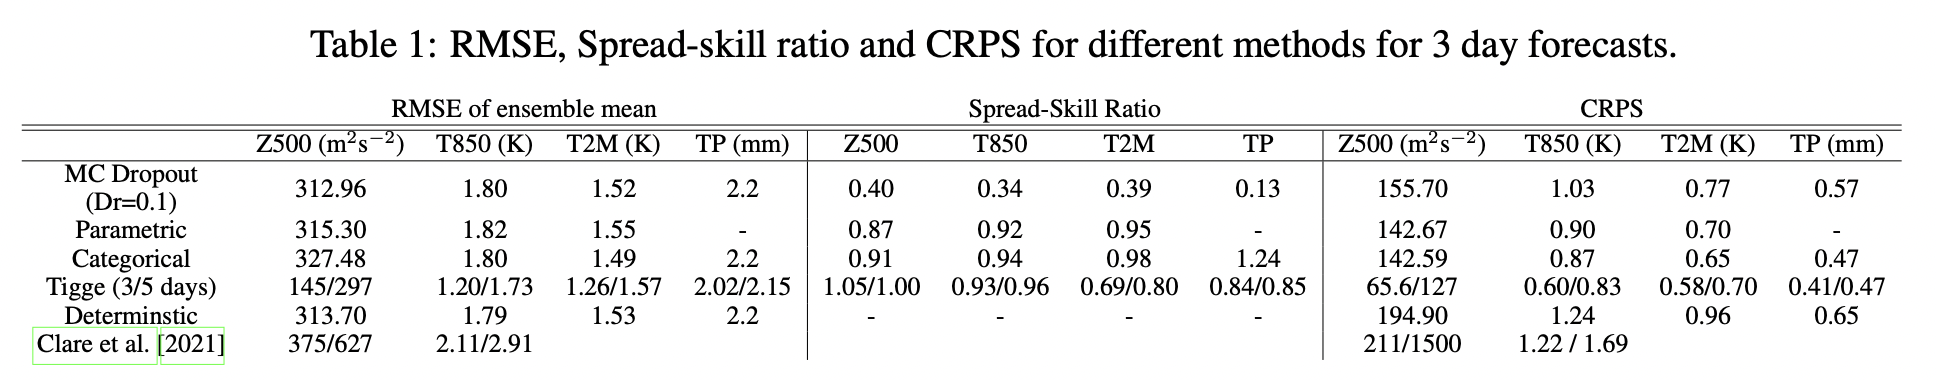 Table 1: RMSE, Spread-skill ratio and CRPS for different methods for 3 day forecasts.
RMSE of ensemble mean Spread-Skill Ratio CRPS
Z500 (m²s⁻²) T850 (K) T2M (K) TP (mm) Z500 T850 T2M TP Z500 (m²s⁻²) T850 (K) T2M (K) TP (mm)
MC Dropout
(Dr=0.1) 312.96 1.80 1.52 2.2 0.40 0.34 0.39 0.13 155.70 1.03 0.77 0.57
Parametric 315.30 1.82 1.55 - 0.87 0.92 0.95 - 142.67 0.90 0.70 -
Categorical 327.48 1.80 1.49 2.2 0.91 0.94 0.98 1.24 142.59 0.87 0.65 0.47
Tigge (3/5 days) 145/297 1.20/1.73 1.26/1.57 2.02/2.15 1.05/1.00 0.93/0.96 0.69/0.80 0.84/0.85 65.6/127 0.60/0.83 0.58/0.70 0.41/0.47
Determinstic 313.70 1.79 1.53 2.2 - - - - 194.90 1.24 0.96 0.65
Clare et al. [2021] 375/627 2.11/2.91 211/1500 1.22 / 1.69